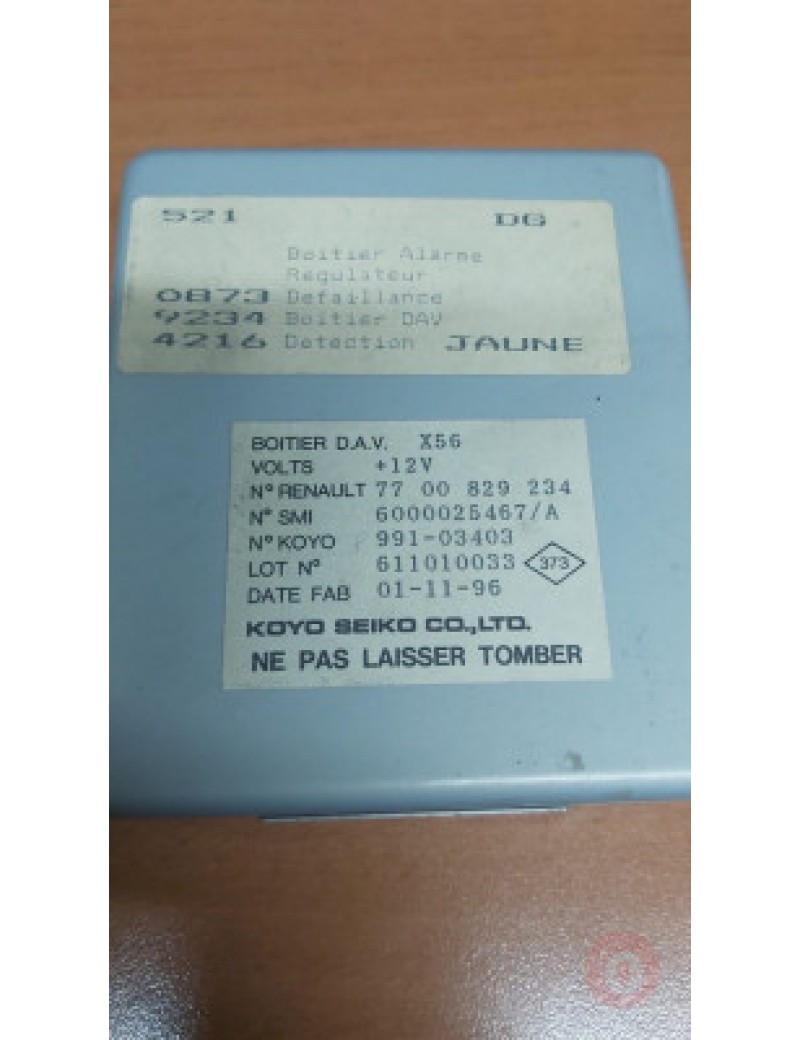 521 DG
Boitier Alarme
Regulateur
0873 Defaillance
9234 Boitier DAV
4216 Detection JAUNE
BOITIER D.A.V. X56
VOLTS +12V
N° RENAULT 77 00 829 234
N° SMI 6000025467/A
N° KOYO 991-03403
LOT N° 611010033 373
DATE FAB 01-11-96
KOYO SEIKO CO.,LTD.
NE PAS LAISSER TOMBER